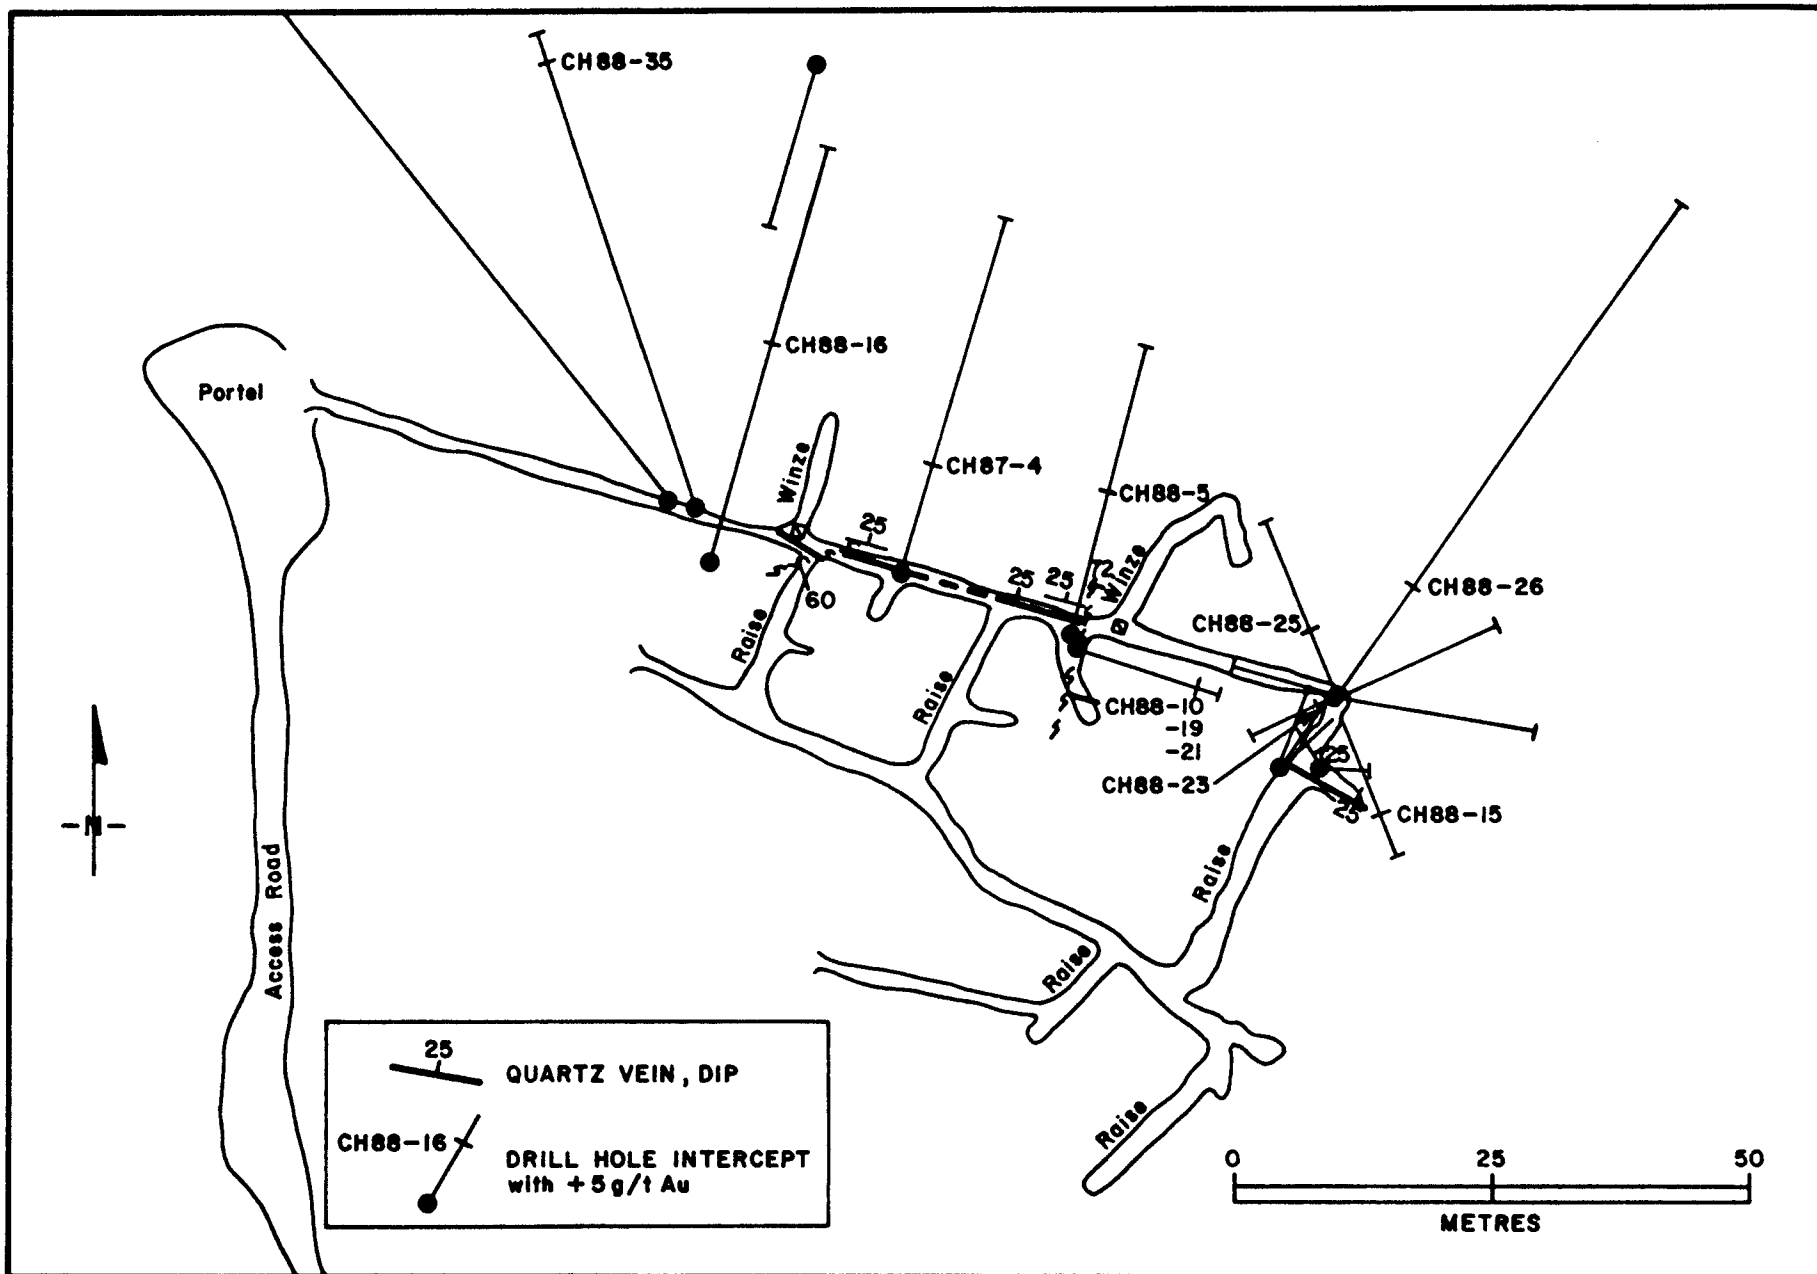 CH88-35
CH88-16
Portel
Winze
CH87-4
CH88-5
25
25
25
Winze
60
CH88-26
CH88-25
Raise
Raise
CH88-10
-19
-21
25
CH88-23
25
CH88-15
-N-
Raise
Access Road
Raise
Raise
25
QUARTZ VEIN, DIP
CH88-16
DRILL HOLE INTERCEPT
with +5g/t Au
0 25 50
METRES